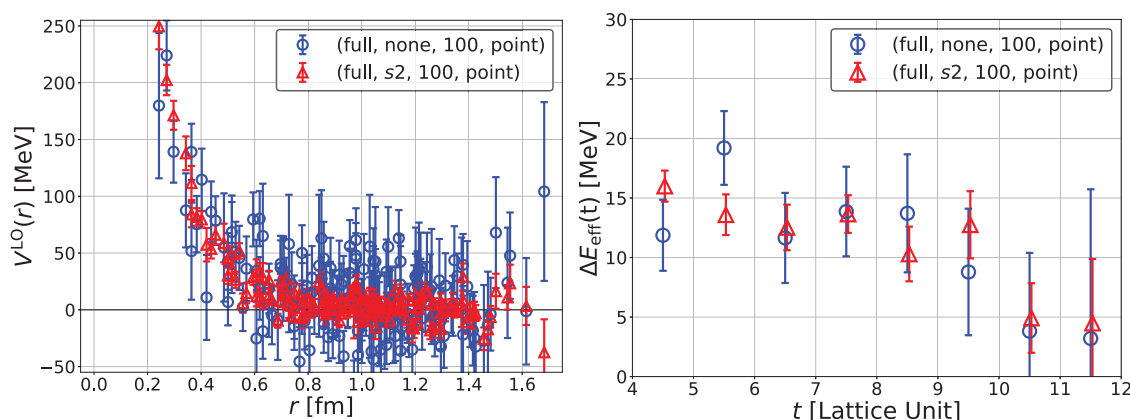 250
200
150
100
50
0
−50
V^LO(r) [MeV]
(full, none, 100, point)
(full, s2, 100, point)
0.0 0.2 0.4 0.6 0.8 1.0 1.2 1.4 1.6
r [fm]
30
25
20
15
10
5
0
ΔE_eff(t) [MeV]
(full, none, 100, point)
(full, s2, 100, point)
4 5 6 7 8 9 10 11 12
t [Lattice Unit]